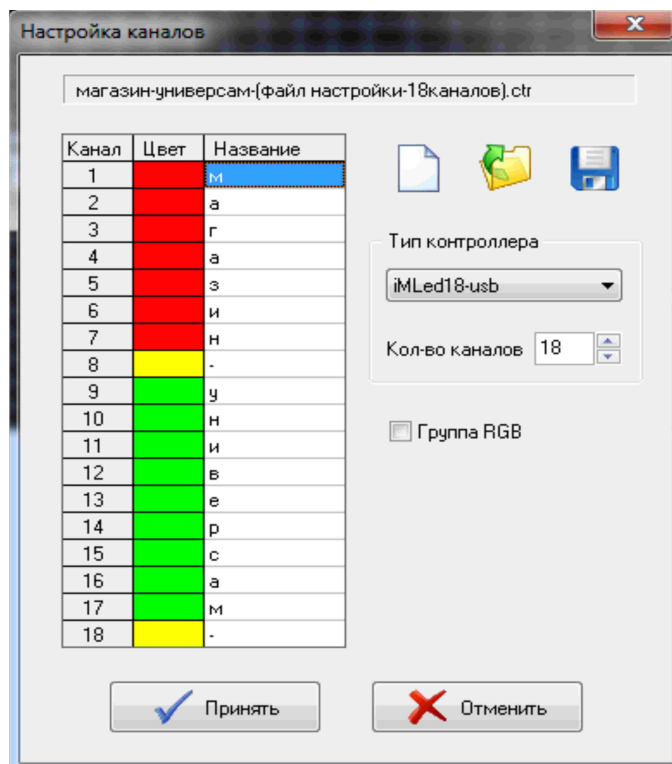 Настройка каналов
магазин-универсам-(файл настройки-18каналов).ctr
Канал Цвет Название
1 м
2 а
3 г
4 а
5 з
6 и
7 н
8 -
9 у
10 н
11 и
12 в
13 е
14 р
15 с
16 а
17 м
18 -
Тип контроллера
iMLed18-usb
Кол-во каналов 18
Группа RGB
Принять Отменить